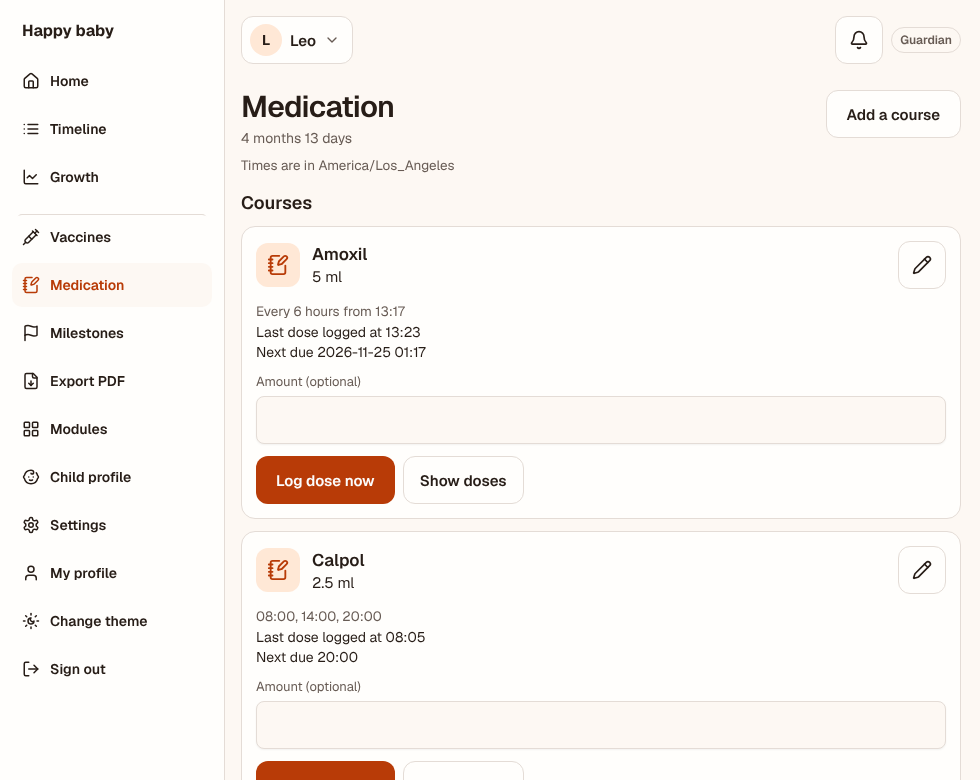 Happy baby
Home
Timeline
Growth
Vaccines
Medication
Milestones
Export PDF
Modules
Child profile
Settings
My profile
Change theme
Sign out
L Leo
Guardian
Medication
Add a course
4 months 13 days
Times are in America/Los_Angeles
Courses
Amoxil
5 ml
Every 6 hours from 13:17
Last dose logged at 13:23
Next due 2026-11-25 01:17
Amount (optional)
Log dose now
Show doses
Calpol
2.5 ml
08:00, 14:00, 20:00
Last dose logged at 08:05
Next due 20:00
Amount (optional)